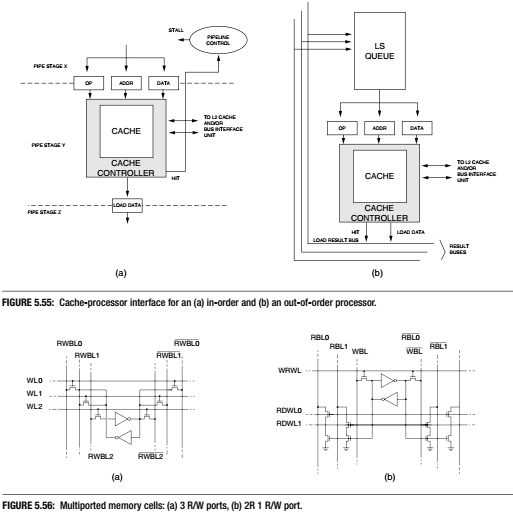 STALL
PIPELINE
CONTROL
PIPE STAGE X
OP
ADDR
DATA
CACHE
CACHE
CONTROLLER
PIPE STAGE Y
TO L2 CACHE
AND/OR
BUS INTERFACE
UNIT
HIT
PIPE STAGE Z
LOAD DATA
(a)
LS
QUEUE
OP
ADDR
DATA
CACHE
CACHE
CONTROLLER
TO L2 CACHE
AND/OR
BUS INTERFACE
UNIT
HIT
LOAD DATA
LOAD RESULT BUS
RESULT
BUSES
(b)
FIGURE 5.55: Cache-processor interface for an (a) in-order and (b) an out-of-order processor.
RWBL0
RWBL0
RWBL1
RWBL1
WL0
WL1
WL2
RWBL2
RWBL2
(a)
RBL0
RBL0
RBL1
RBL1
WBL
WBL
WRWL
RDWL0
RDWL1
(b)
FIGURE 5.56: Multiported memory cells: (a) 3 R/W ports, (b) 2R 1 R/W port.